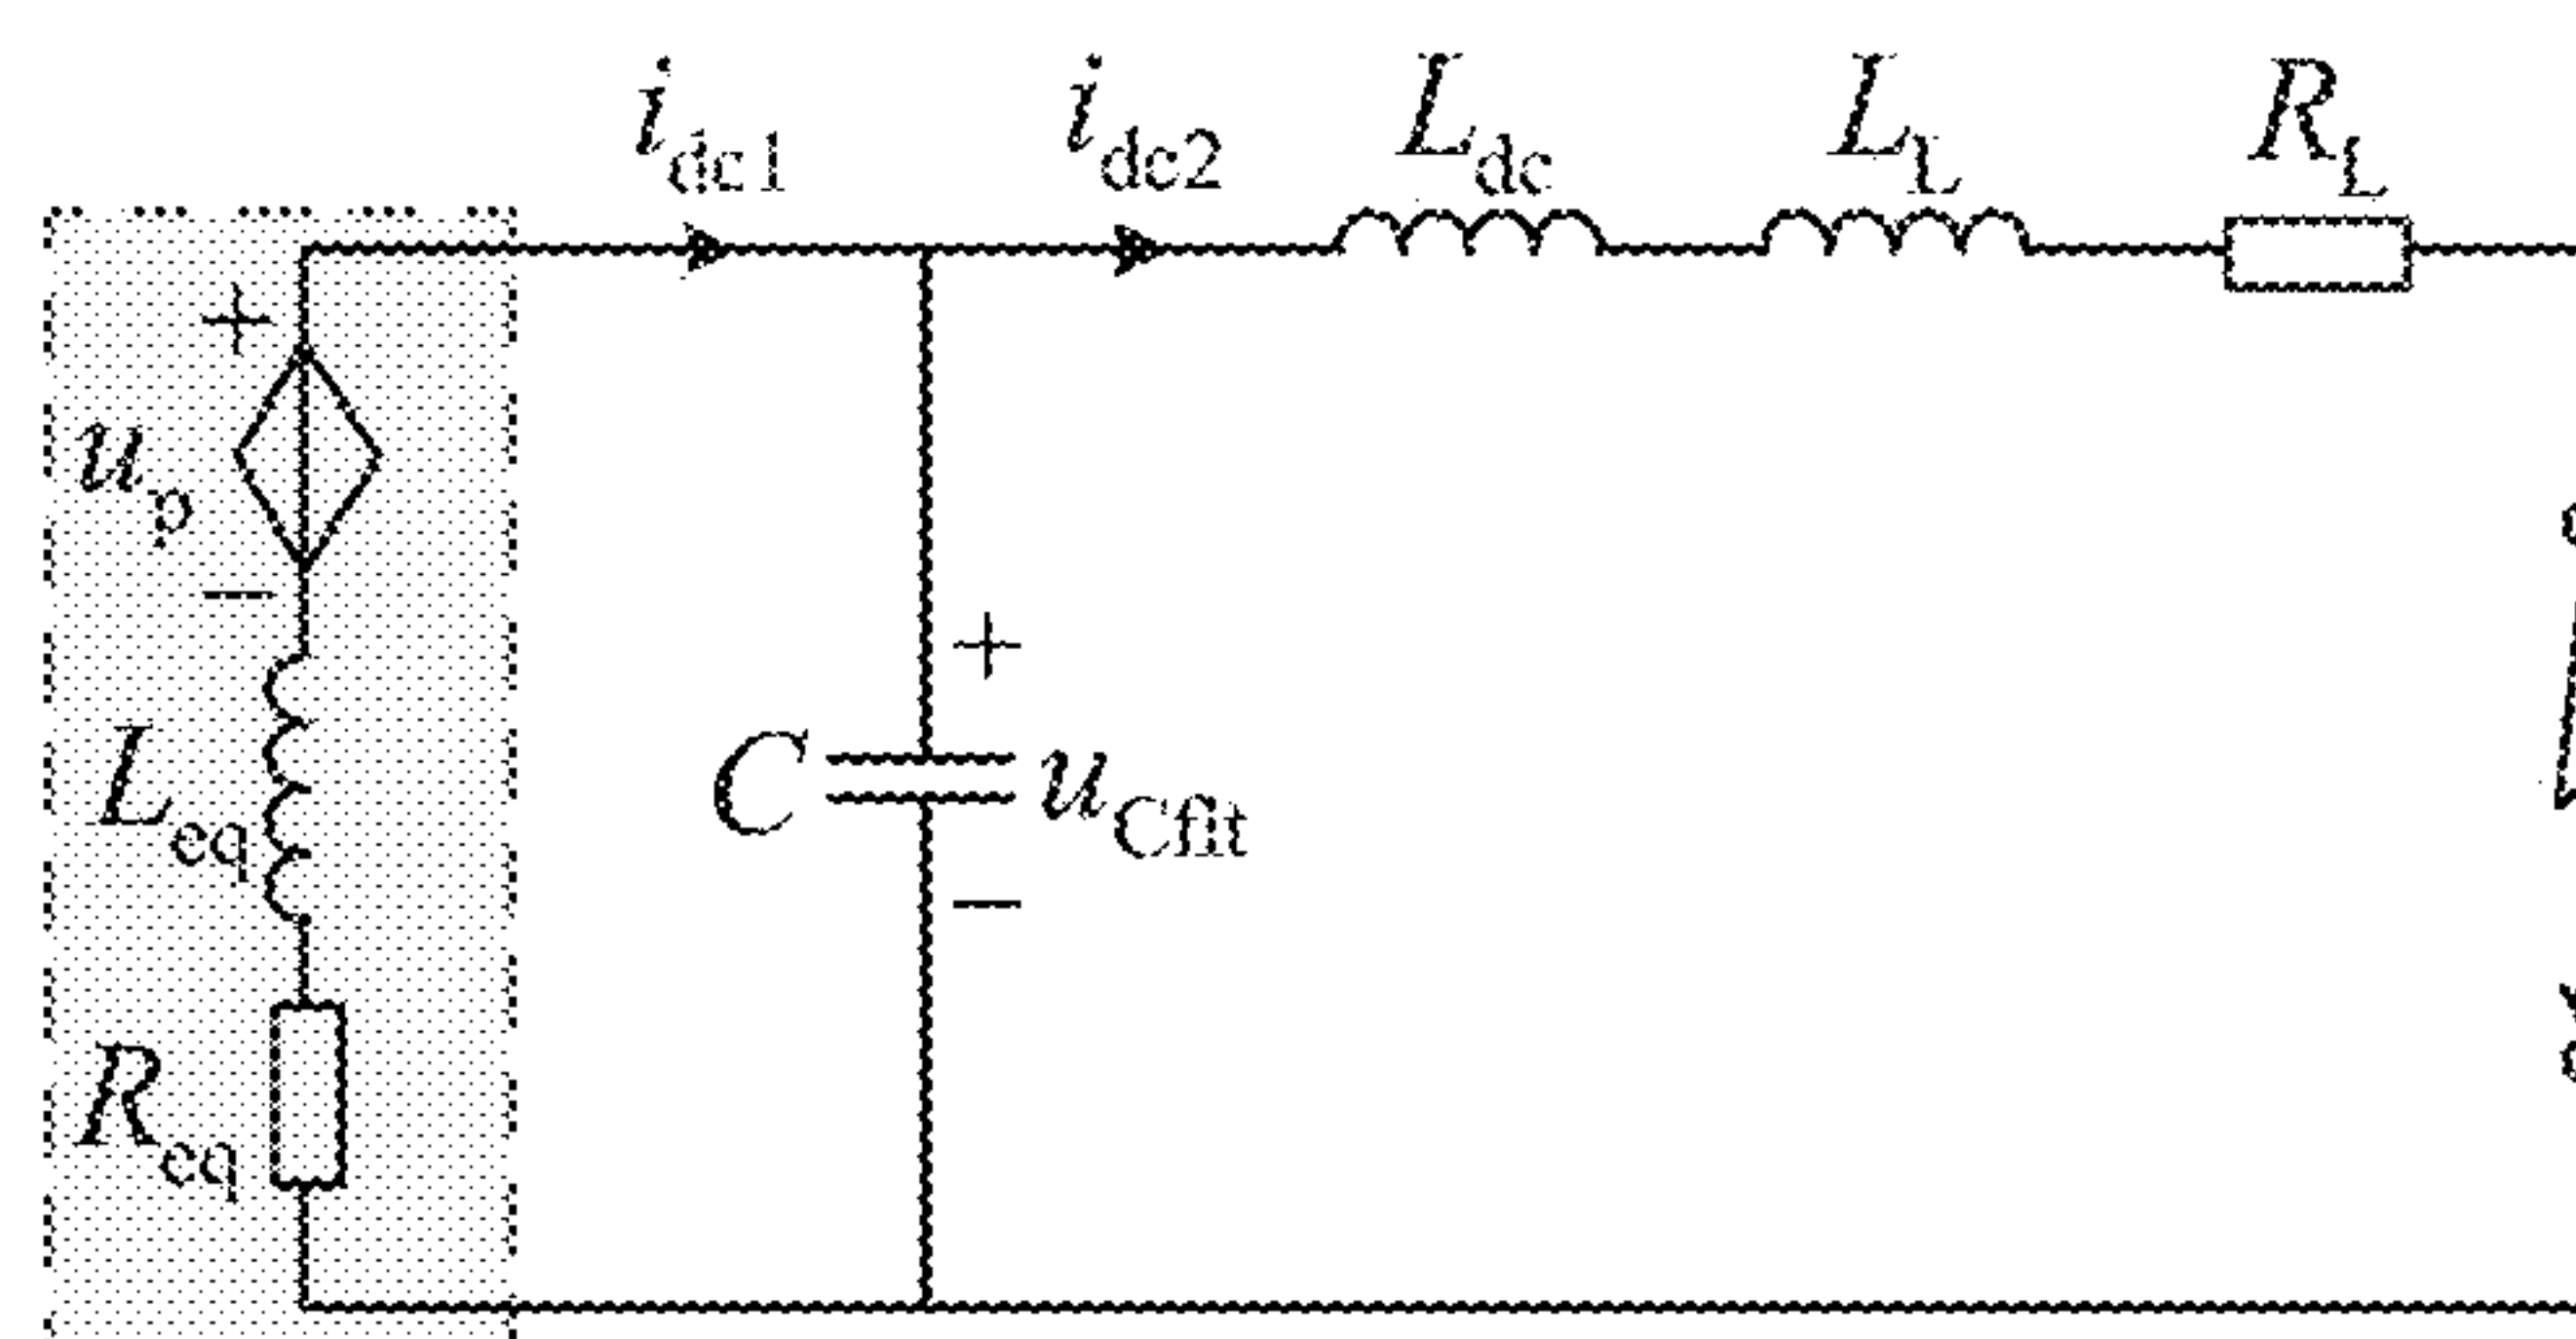 i_dc1 i_dc2 L_dc L_L R_L
+
u_p
−
+
L_eq C u_Cflt
−
R_eq